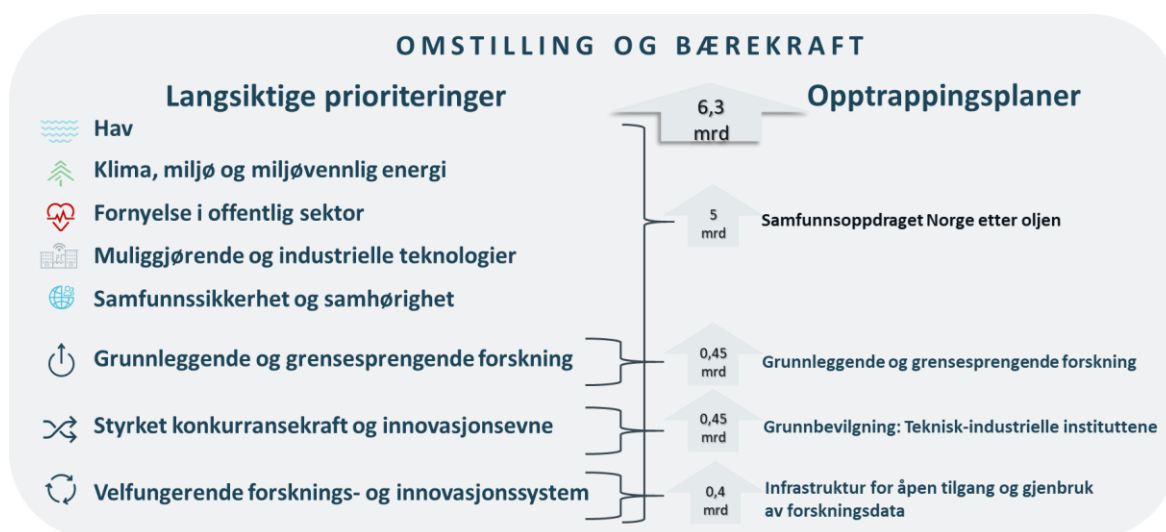 OMSTILLING OG BÆREKRAFT
Langsiktige prioriteringer
6,3
mrd
Opptrappingsplaner
Hav
Klima, miljø og miljøvennlig energi
Fornyelse i offentlig sektor
5
mrd
Samfunnsoppdraget Norge etter oljen
Muliggjørende og industrielle teknologier
Samfunnssikkerhet og samhørighet
Grunnleggende og grensesprengende forskning
0,45
mrd
Grunnleggende og grensesprengende forskning
Styrket konkurransekraft og innovasjonsevne
0,45
mrd
Grunnbevilgning: Teknisk-industrielle instituttene
Velfungerende forsknings- og innovasjonssystem
0,4
mrd
Infrastruktur for åpen tilgang og gjenbruk
av forskningsdata